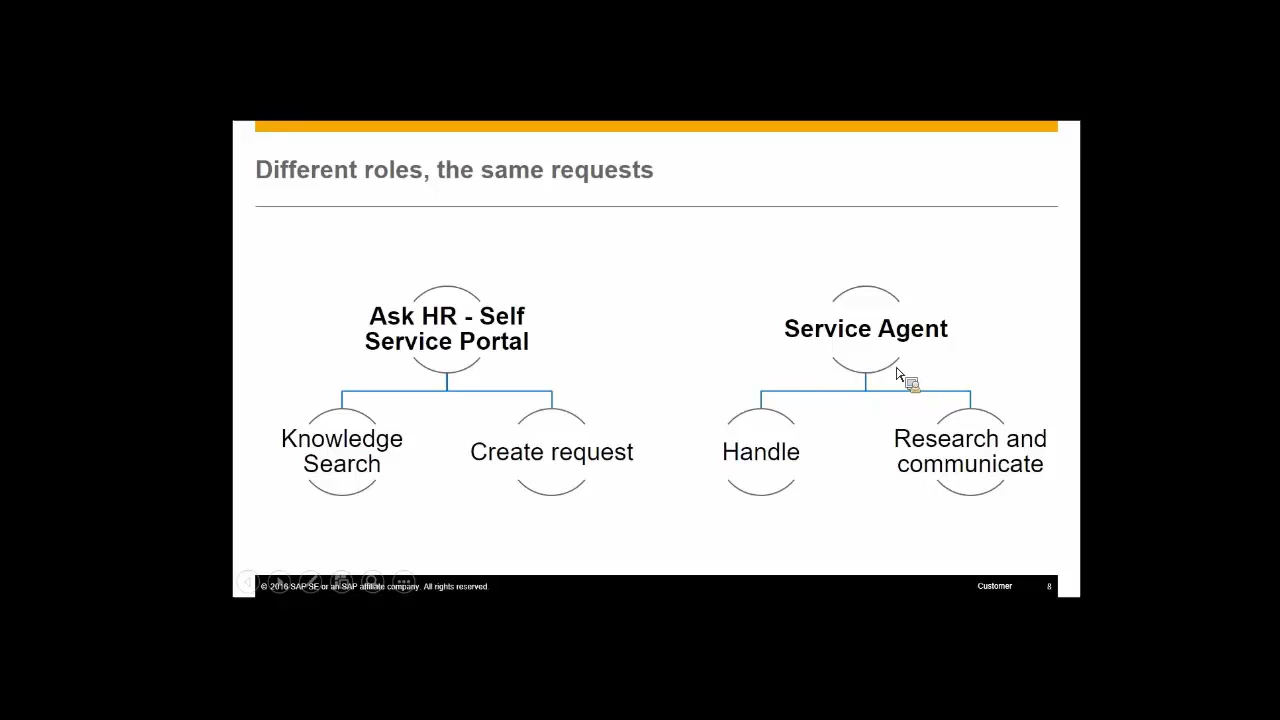 Different roles, the same requests
Ask HR - Self
Service Portal
Service Agent
Knowledge
Search
Create request
Handle
Research and
communicate
© 2016 SAP SE or an SAP affiliate company. All rights reserved.
Customer
8